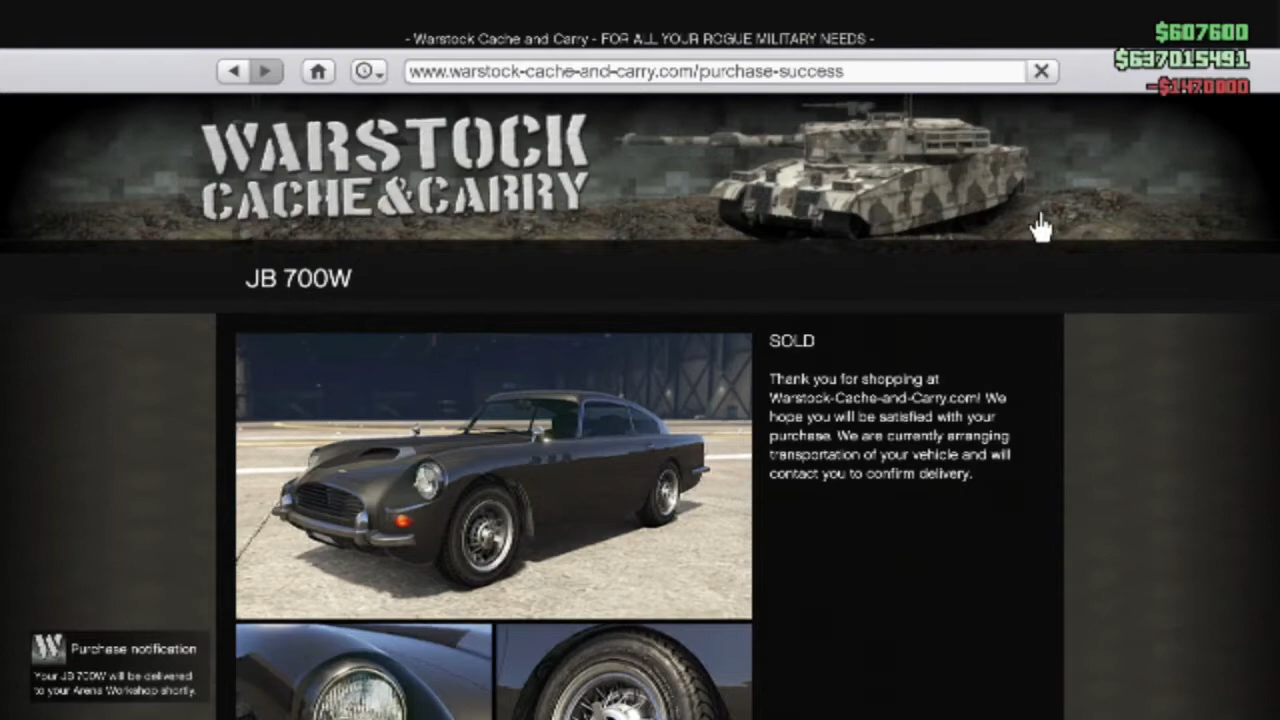 - Warstock Cache and Carry - FOR ALL YOUR ROGUE MILITARY NEEDS -
$607600
www.warstock-cache-and-carry.com/purchase-success
$637015491
-$1470000
WARSTOCK
CACHE&CARRY
JB 700W
SOLD
Thank you for shopping at
Warstock-Cache-and-Carry.com! We
hope you will be satisfied with your
purchase. We are currently arranging
transportation of your vehicle and will
contact you to confirm delivery.
W
Purchase notification
Your JB 700W will be delivered
to your Arena Workshop shortly.